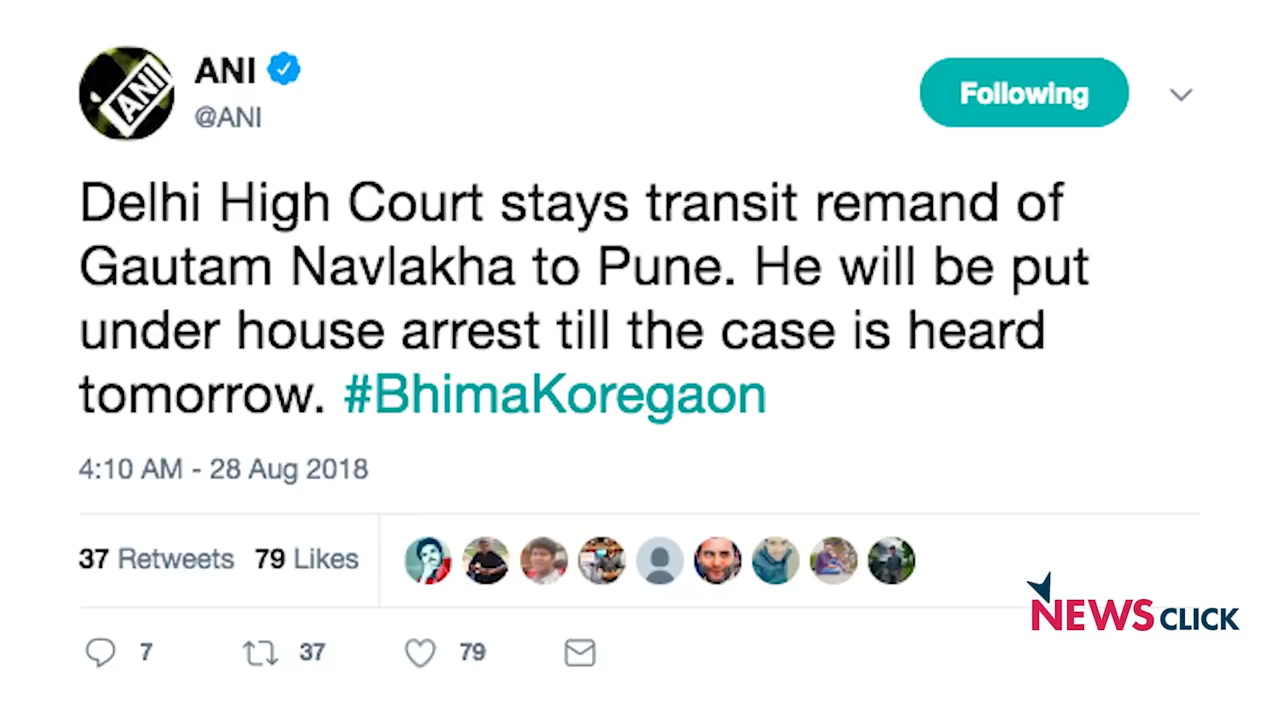 ANI
ANI
@ANI
Following
Delhi High Court stays transit remand of
Gautam Navlakha to Pune. He will be put
under house arrest till the case is heard
tomorrow. #BhimaKoregaon
4:10 AM - 28 Aug 2018
37 Retweets 79 Likes
NEWSCLICK
7 37 79